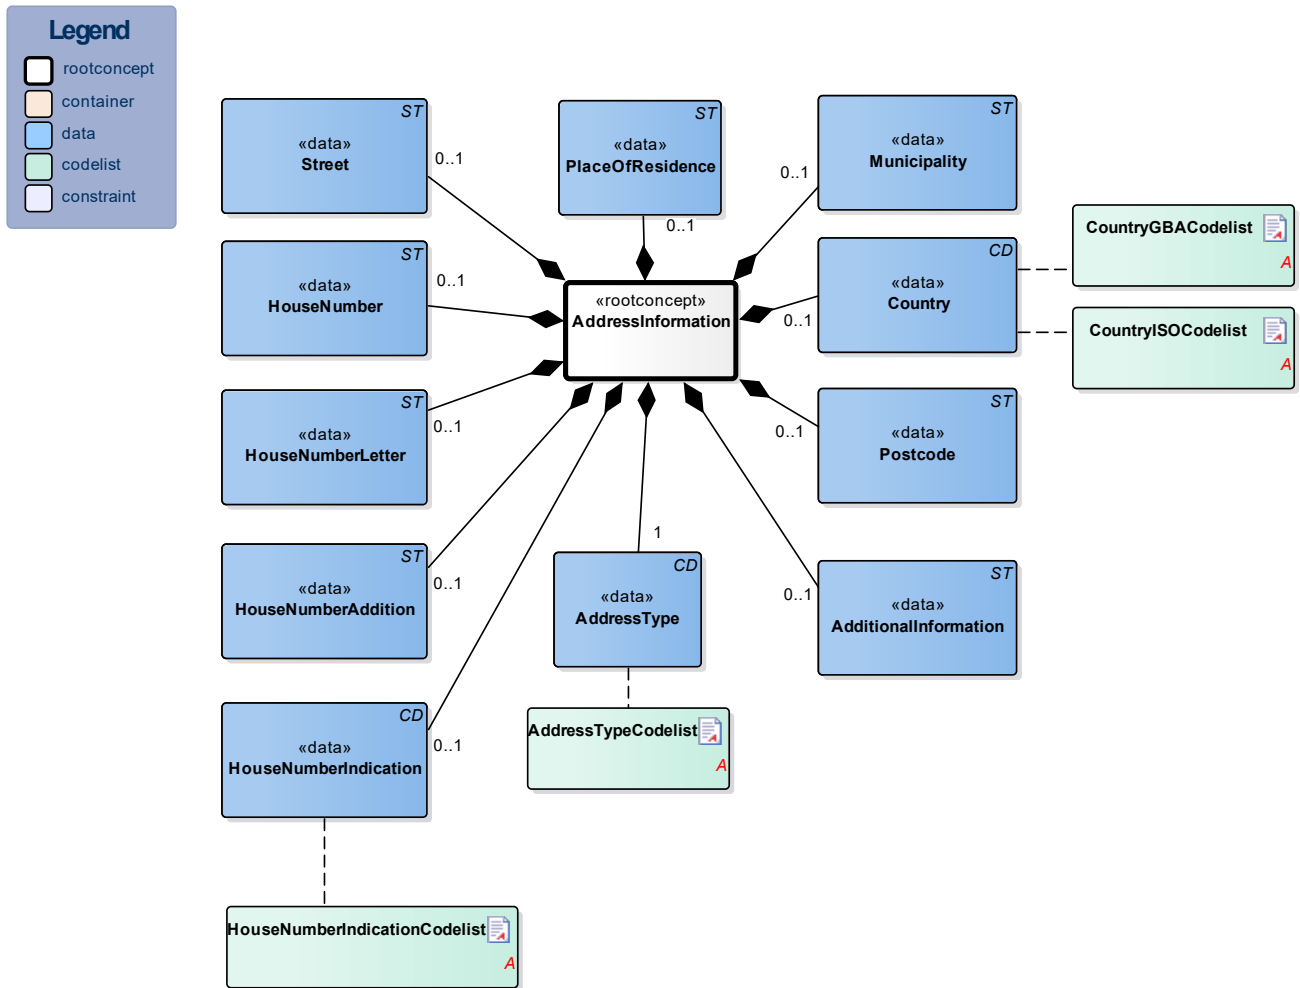 Legend
rootconcept
container
data
codelist
constraint
ST
«data»
Street
0..1
ST
«data»
PlaceOfResidence
0..1
ST
«data»
Municipality
0..1
ST
«data»
HouseNumber
0..1
«rootconcept»
AddressInformation
CD
«data»
Country
0..1
CountryGBACodelist
A
CountryISOCodelist
A
ST
«data»
HouseNumberLetter
0..1
ST
«data»
Postcode
0..1
ST
«data»
HouseNumberAddition
0..1
1
CD
«data»
AddressType
ST
«data»
AdditionalInformation
0..1
CD
«data»
HouseNumberIndication
0..1
AddressTypeCodelist
A
HouseNumberIndicationCodelist
A